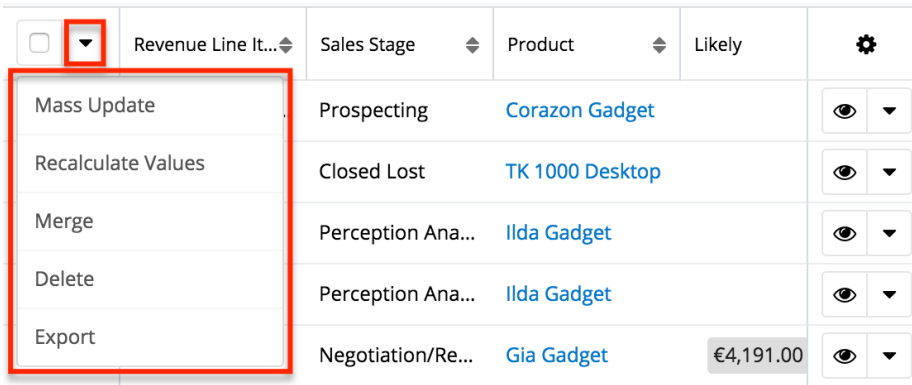 Revenue Line It... Sales Stage Product Likely
Mass Update
Prospecting Corazon Gadget
Recalculate Values
Closed Lost TK 1000 Desktop
Merge
Perception Ana... Ilda Gadget
Delete
Perception Ana... Ilda Gadget
Export
Negotiation/Re... Gia Gadget €4,191.00